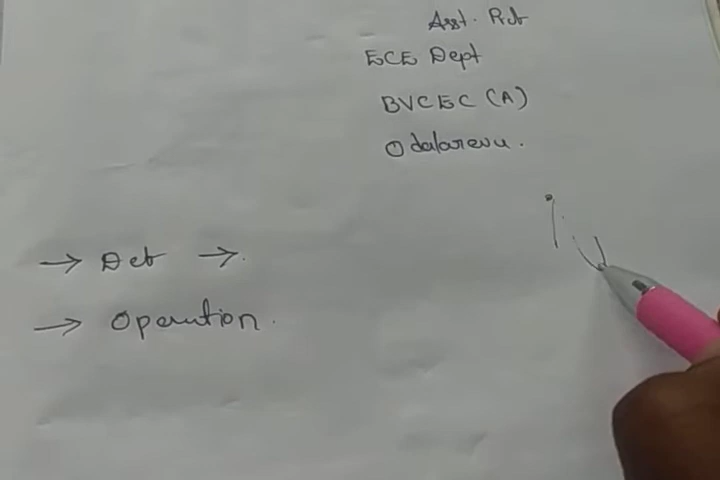 Asst. Prof
ECE Dept
BVCEC (A)
Odalarevu.
→ Def →.
→ Operation.